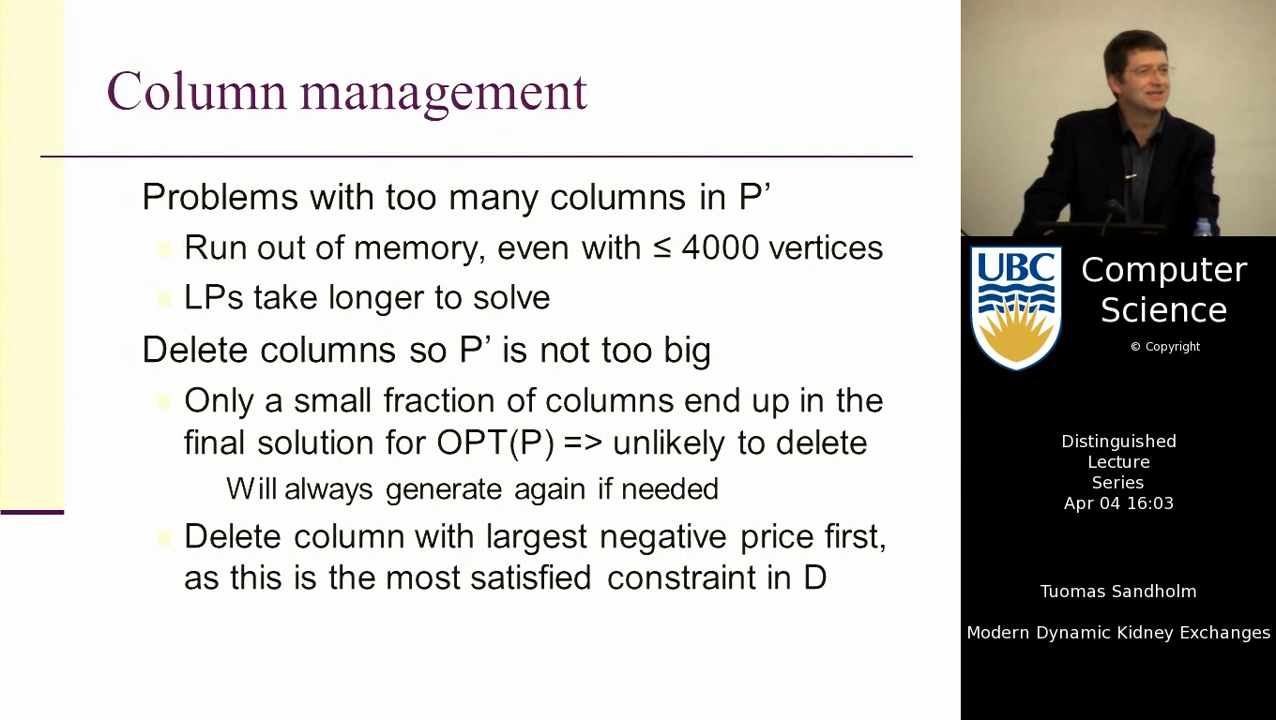 Column management
Problems with too many columns in P’
Run out of memory, even with ≤ 4000 vertices
LPs take longer to solve
Delete columns so P’ is not too big
Only a small fraction of columns end up in the
final solution for OPT(P) => unlikely to delete
Will always generate again if needed
Delete column with largest negative price first,
as this is the most satisfied constraint in D
UBC
Computer
Science
© Copyright
Distinguished
Lecture
Series
Apr 04 16:03
Tuomas Sandholm
Modern Dynamic Kidney Exchanges